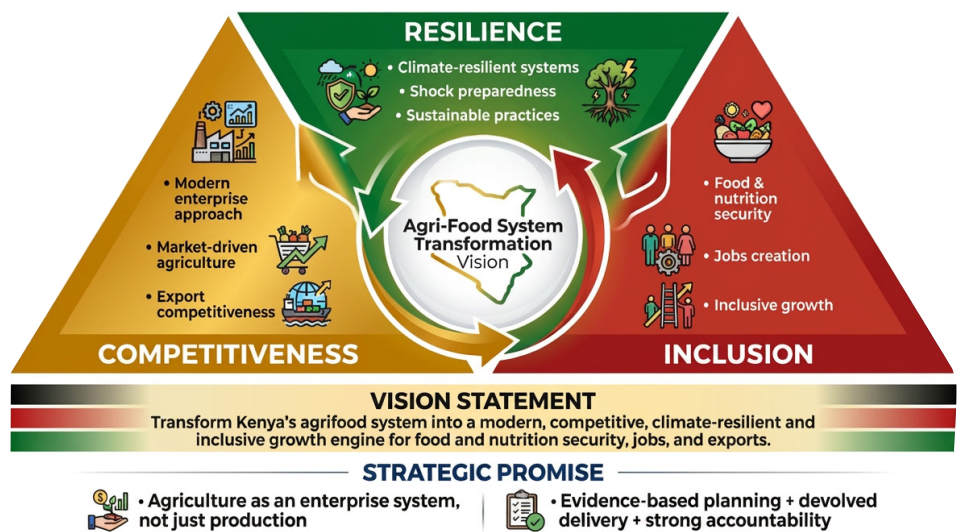 RESILIENCE
• Climate-resilient systems
• Shock preparedness
• Sustainable practices
• Modern
enterprise
approach
• Market-driven
agriculture
• Export
competitiveness
COMPETITIVENESS
Agri-Food System
Transformation
Vision
• Food &
nutrition
security
• Jobs creation
• Inclusive growth
INCLUSION
VISION STATEMENT
Transform Kenya's agrifood system into a modern, competitive, climate-resilient and
inclusive growth engine for food and nutrition security, jobs, and exports.
STRATEGIC PROMISE
• Agriculture as an enterprise system,
not just production
• Evidence-based planning + devolved
delivery + strong accountability